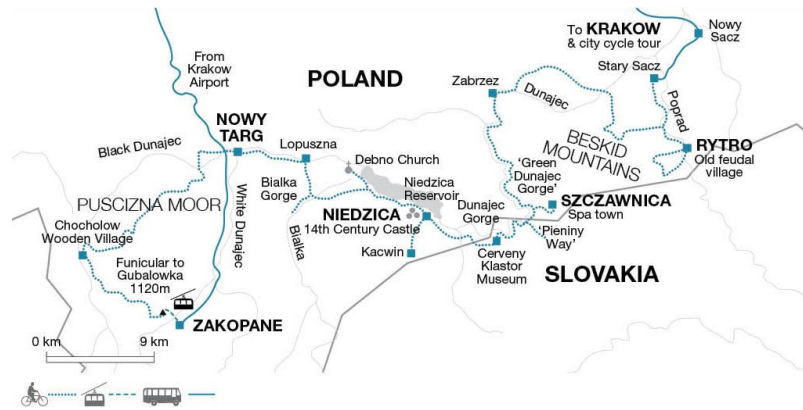 To KRAKOW
& city cycle tour
Nowy
Sacz
From
Krakow
Airport
POLAND
Stary Sacz
Zabrzez
Dunajec
Poprad
NOWY
TARG
Black Dunajec
Lopuszna
BESKID
MOUNTAINS
RYTRO
Old feudal
village
Debno Church
'Green
Dunajec
Gorge'
Bialka
Gorge
Niedzica
Reservoir
PUSCIZNA MOOR
White Dunajec
NIEDZICA
14th Century Castle
Dunajec
Gorge
SZCZAWNICA
Spa town
Chocholow
Wooden Village
Bialka
'Pieniny
Way'
Kacwin
Cerveny
Klastor
Museum
Funicular to
Gubalowka
1120m
SLOVAKIA
ZAKOPANE
0 km
9 km